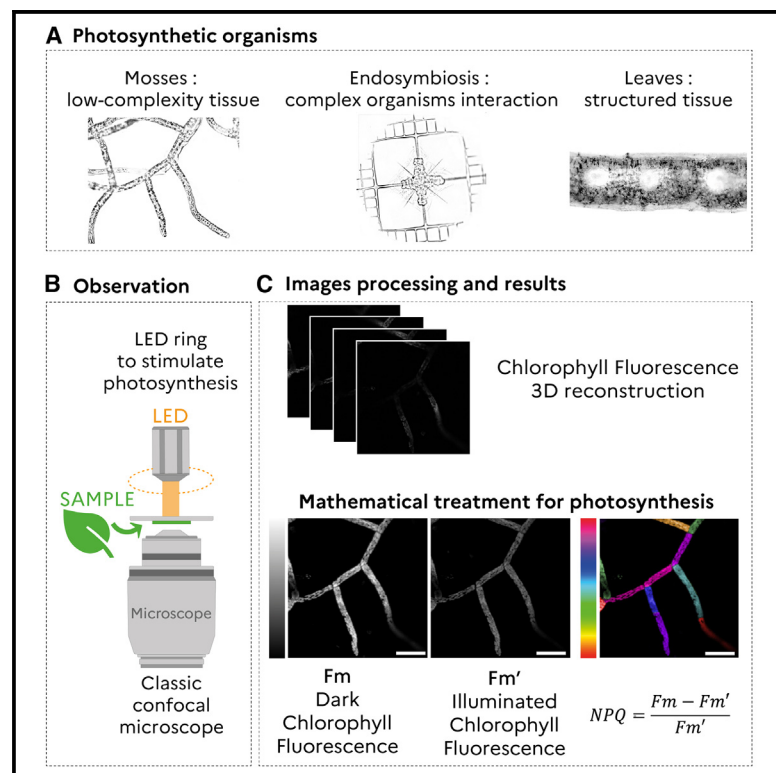 A Photosynthetic organisms
Mosses :
low-complexity tissue
Endosymbiosis :
complex organisms interaction
Leaves :
structured tissue
B Observation
LED ring
to stimulate
photosynthesis
LED
SAMPLE
Microscope
Classic
confocal
microscope
C Images processing and results
Chlorophyll Fluorescence
3D reconstruction
Mathematical treatment for photosynthesis
Fm
Dark
Chlorophyll
Fluorescence
Fm'
Illuminated
Chlorophyll
Fluorescence
NPQ = \frac{Fm - Fm'}{Fm'}